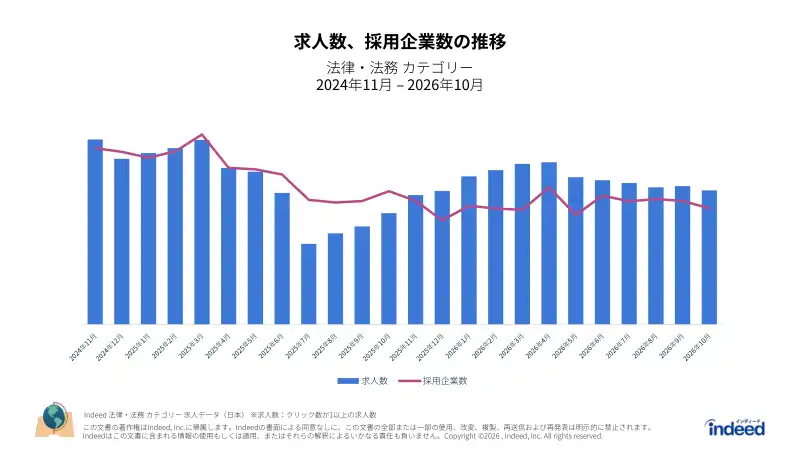 求人数、採用企業数の推移
法律・法務 カテゴリー
2024年11月 – 2026年10月
2024年11月
2024年12月
2025年1月
2025年2月
2025年3月
2025年4月
2025年5月
2025年6月
2025年7月
2025年8月
2025年9月
2025年10月
2025年11月
2025年12月
2026年1月
2026年2月
2026年3月
2026年4月
2026年5月
2026年6月
2026年7月
2026年8月
2026年9月
2026年10月
求人数 採用企業数
Indeed 法律・法務 カテゴリー 求人データ（日本） ※求人数：クリック数が1以上の求人数
この文書の著作権はIndeed, Inc.に帰属します。Indeedの書面による同意なしに、この文書の全部または一部の使用、改変、複製、再送信および再発表は明示的に禁止されます。
Indeedはこの文書に含まれる情報の使用もしくは適用、またはそれらの解釈によるいかなる責任も負いません。Copyright ©2026 , Indeed, Inc. All rights reserved.
インディード
indeed